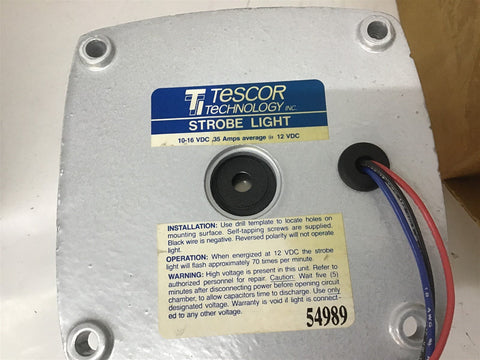 TI TESCOR
TECHNOLOGY INC.
STROBE LIGHT
10-16 VDC .35 Amps average @ 12 VDC
INSTALLATION: Use drill template to locate holes on
mounting surface. Self-tapping screws are supplied.
Black wire is negative. Reversed polarity will not operate
light.
OPERATION: When energized at 12 VDC the strobe
light will flash approximately 70 times per minute.
WARNING: High voltage is present in this unit. Refer to
authorized personnel for repair. Caution: Wait five (5)
minutes after disconnecting power before opening circuit
chamber, to allow capacitors time to discharge. Use only
designated voltage. Warranty is void if light is connect-
ed to any other voltage.
54989
18 AWG